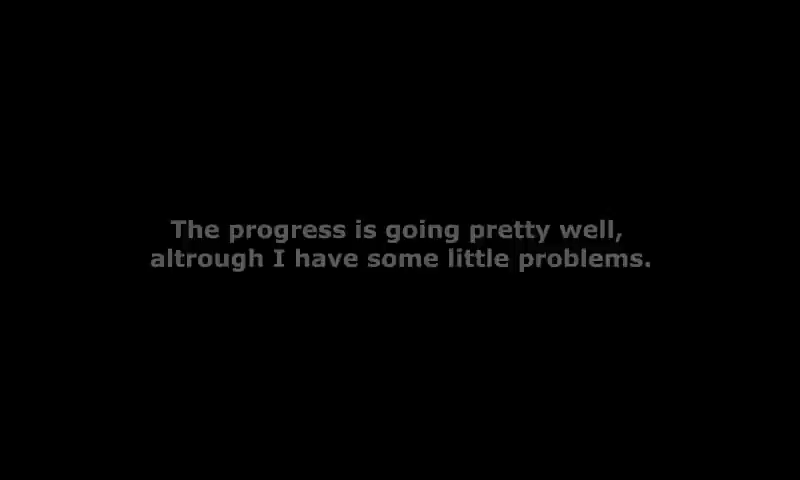 The progress is going pretty well,
altrough I have some little problems.